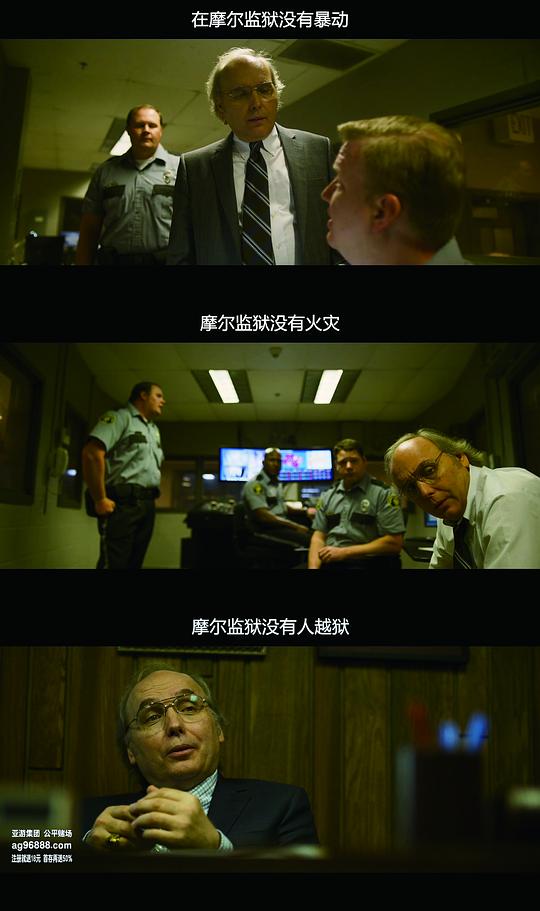 在摩尔监狱没有暴动
EXIT
摩尔监狱没有火灾
摩尔监狱没有人越狱
亚游集团 公平赌场
ag96888.com
注册就送18元 首存再送50%